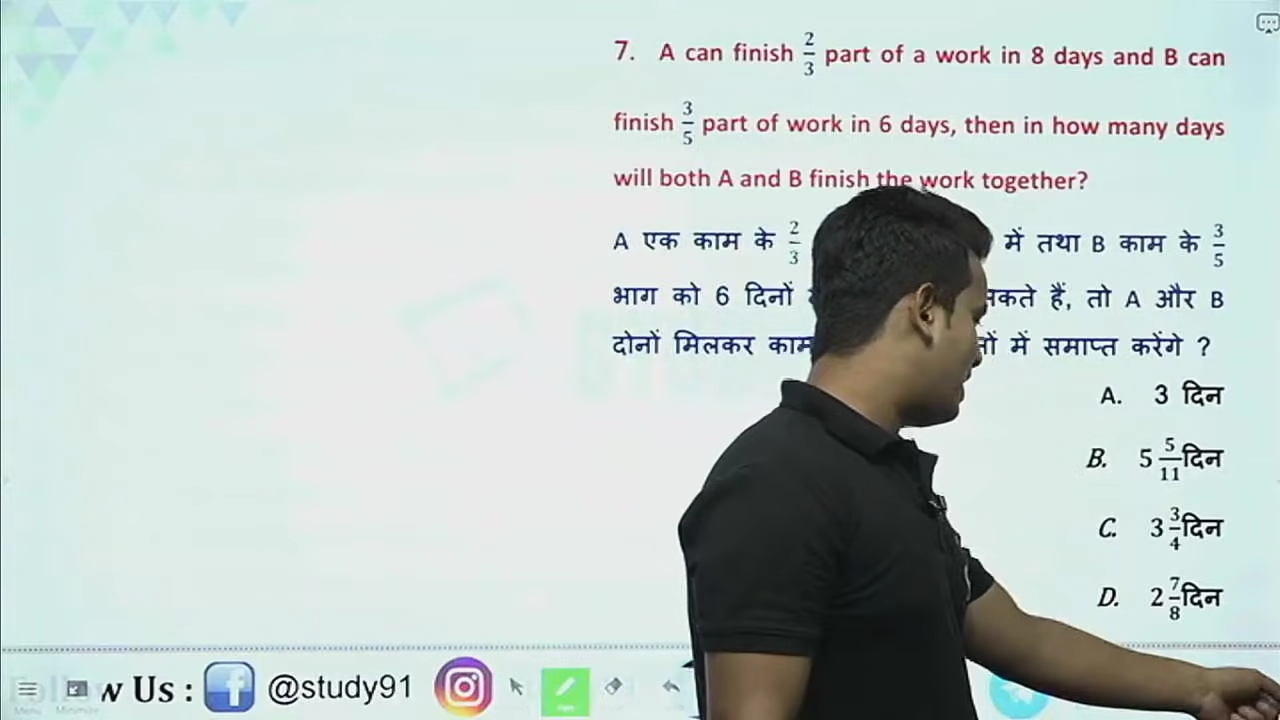 7. A can finish 2/3 part of a work in 8 days and B can
finish 3/5 part of work in 6 days, then in how many days
will both A and B finish the work together?
A एक काम के 2/3 में तथा B काम के 3/5
भाग को 6 दिनों हैं, तो A और B
दोनों मिलकर काम में समाप्त करेंगे ?
A. 3 दिन
B. 5 5/11 दिन
C. 3 3/4 दिन
D. 2 7/8 दिन
w Us : @study91